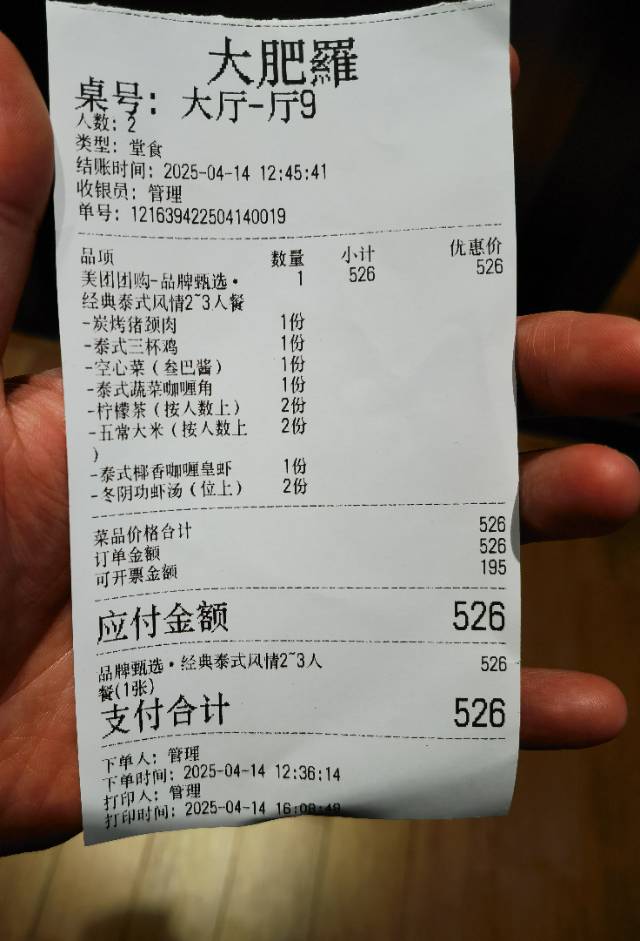 大肥羅
桌号: 大厅-厅9
人数: 2
类型: 堂食
结账时间: 2025-04-14 12:45:41
收银员: 管理
单号: 121639422504140019
品项 数量 小计 优惠价
美团团购-品牌甄选· 1 526 526
经典泰式风情2~3人餐
-炭烤猪颈肉 1份
-泰式三杯鸡 1份
-空心菜（叁巴酱） 1份
-泰式蔬菜咖喱角 1份
-柠檬茶（按人数上） 2份
-五常大米（按人数上 2份
）
-泰式椰香咖喱皇虾 1份
-冬阴功虾汤（位上） 2份
菜品价格合计 526
订单金额 526
可开票金额 195
应付金额 526
品牌甄选·经典泰式风情2~3人 526
餐(1张)
支付合计 526
下单人: 管理
下单时间: 2025-04-14 12:36:14
打印人: 管理
打印时间: 2025-04-14 16:08:48